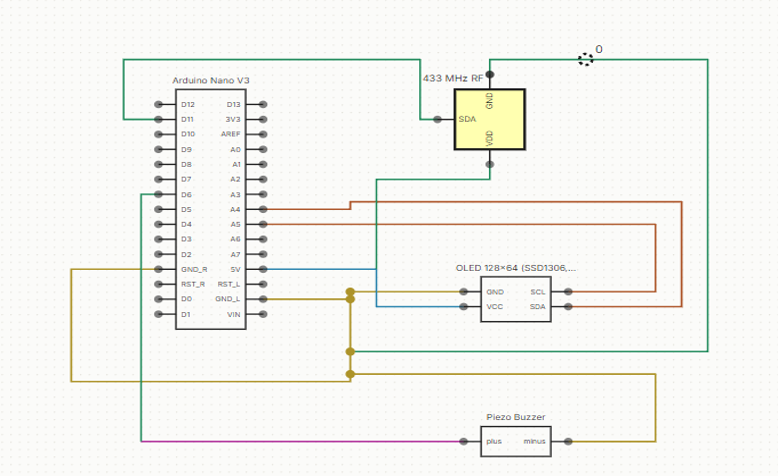 0
433 MHz RF
Arduino Nano V3
GND
SDA
VDD
D12 D13
D11 3V3
D10 AREF
D9 A0
D8 A1
D7 A2
D6 A3
D5 A4
D4 A5
D3 A6
D2 A7
GND_R 5V
RST_R RST_L
D0 GND_L
D1 VIN
OLED 128×64 (SSD1306,...
GND SCL
VCC SDA
Piezo Buzzer
plus minus